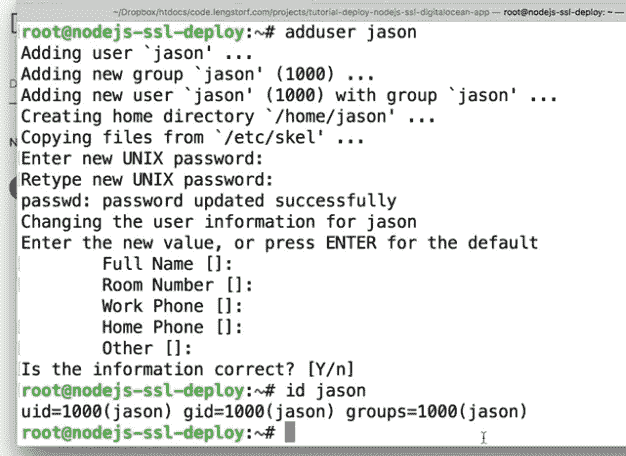 ~/Dropbox/htdocs/code.lengstorf.com/projects/tutorial-deploy-nodejs-ssl-digitalocean-app — root@nodejs-ssl-deploy: ~ —
root@nodejs-ssl-deploy:~# adduser jason
Adding user `jason' ...
Adding new group `jason' (1000) ...
Adding new user `jason' (1000) with group `jason' ...
Creating home directory `/home/jason' ...
Copying files from `/etc/skel' ...
Enter new UNIX password:
Retype new UNIX password:
passwd: password updated successfully
Changing the user information for jason
Enter the new value, or press ENTER for the default
Full Name []:
Room Number []:
Work Phone []:
Home Phone []:
Other []:
Is the information correct? [Y/n]
root@nodejs-ssl-deploy:~# id jason
uid=1000(jason) gid=1000(jason) groups=1000(jason)
root@nodejs-ssl-deploy:~#